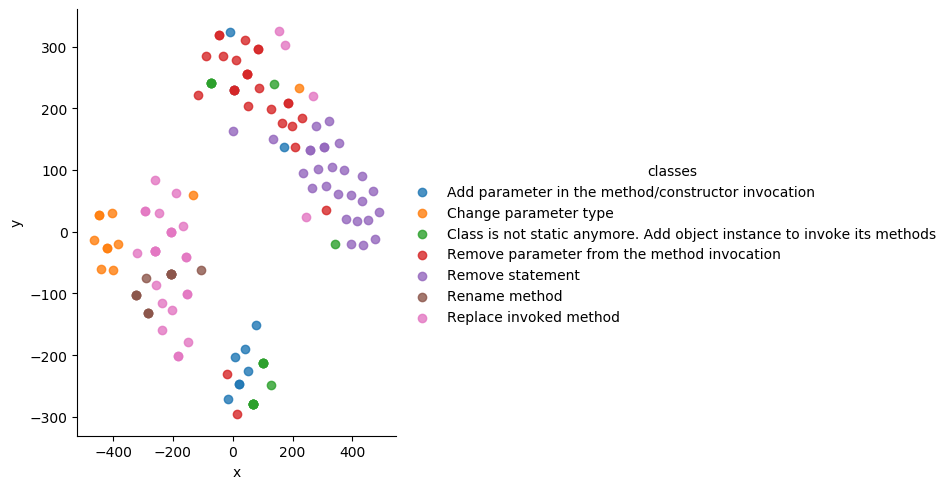 300
200
100
0
−100
−200
−300
y
−400
−200
0
200
400
x
classes
Add parameter in the method/constructor invocation
Change parameter type
Class is not static anymore. Add object instance to invoke its methods
Remove parameter from the method invocation
Remove statement
Rename method
Replace invoked method